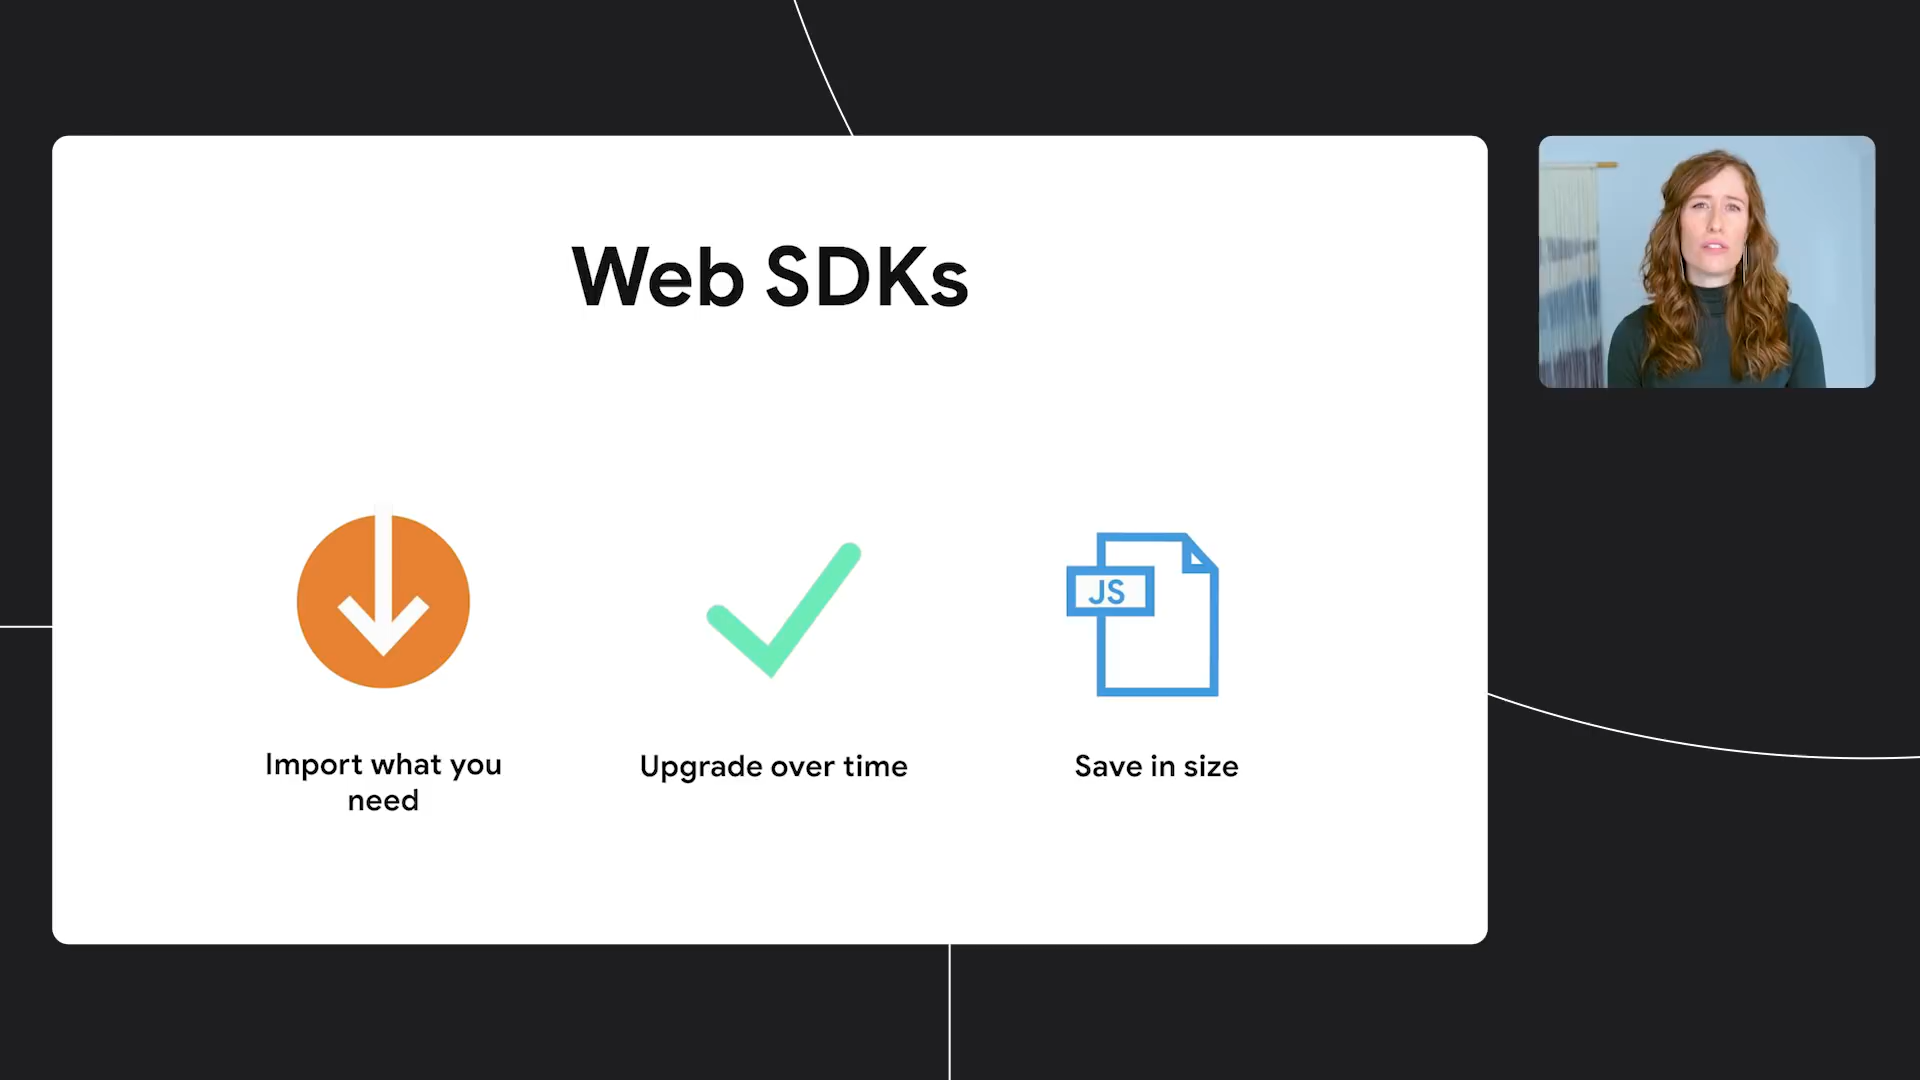 Web SDKs
JS
Import what you
need
Upgrade over time
Save in size